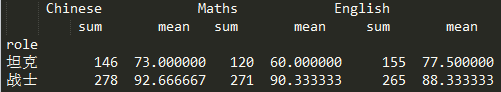 Chinese Maths English
sum mean sum mean sum mean
role
坦克 146 73.000000 120 60.000000 155 77.500000
战士 278 92.666667 271 90.333333 265 88.333333